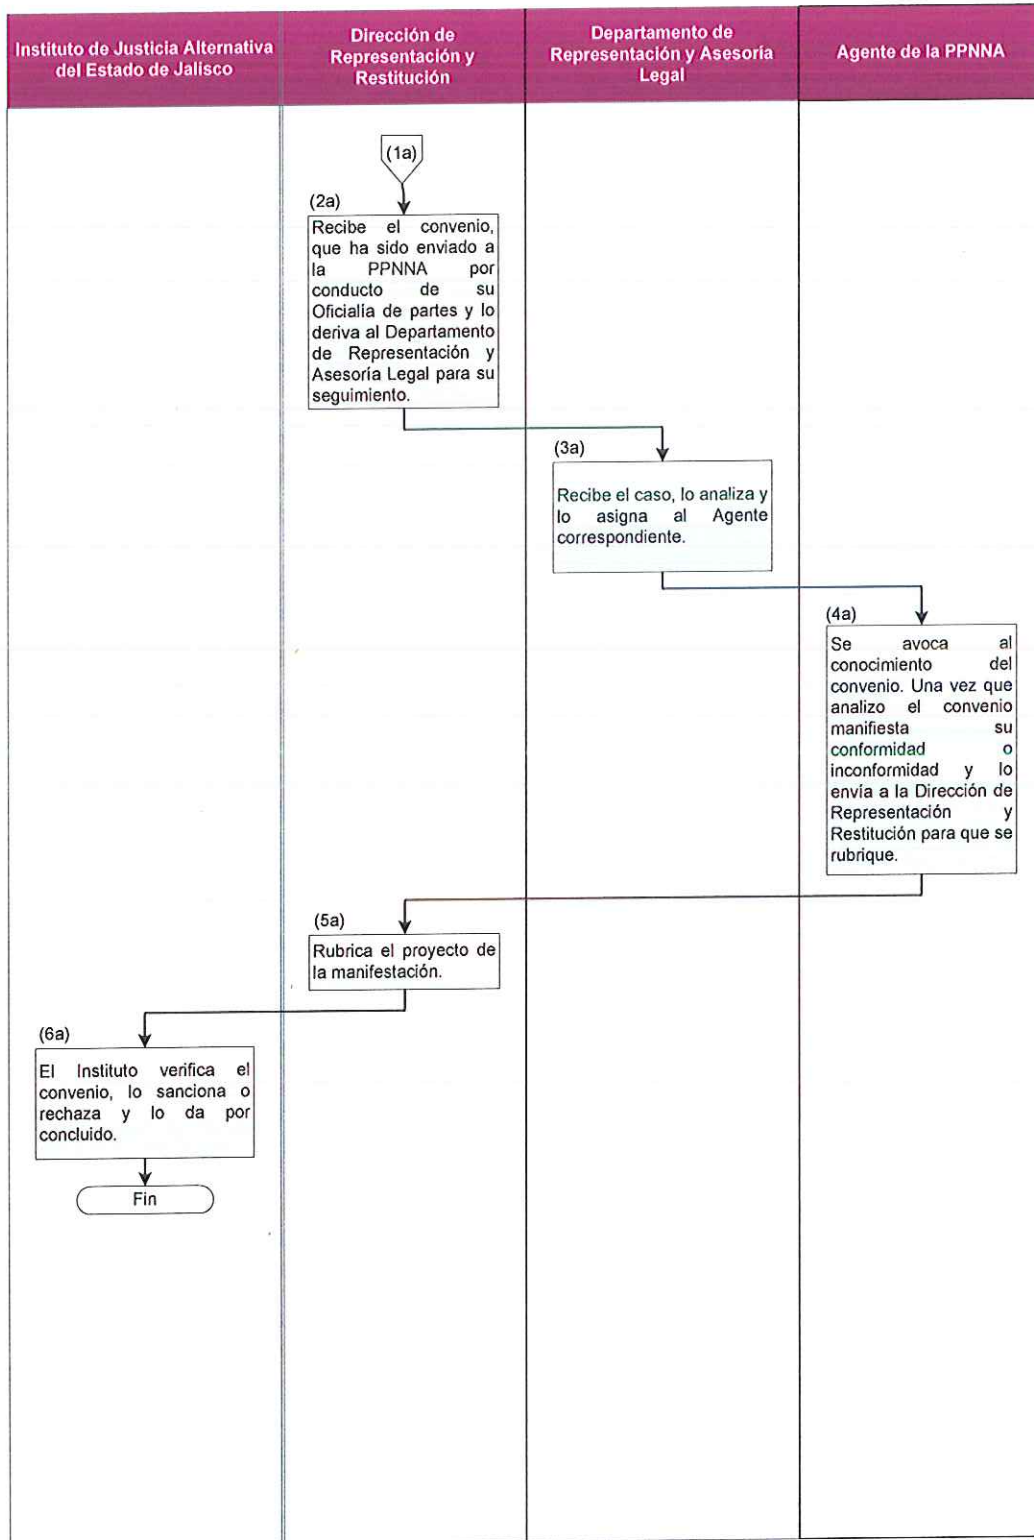 Instituto de Justicia Alternativa
del Estado de Jalisco
Dirección de
Representación y
Restitución
Departamento de
Representación y Asesoría
Legal
Agente de la PPNNA
(1a)
(2a)
Recibe el convenio,
que ha sido enviado a
la PPNNA por
conducto de su
Oficialía de partes y lo
deriva al Departamento
de Representación y
Asesoría Legal para su
seguimiento.
(3a)
Recibe el caso, lo analiza y
lo asigna al Agente
correspondiente.
(4a)
Se avoca al
conocimiento del
convenio. Una vez que
analizo el convenio
manifiesta su
conformidad o
inconformidad y lo
envía a la Dirección de
Representación y
Restitución para que se
rubrique.
(5a)
Rubrica el proyecto de
la manifestación.
(6a)
El Instituto verifica el
convenio, lo sanciona o
rechaza y lo da por
concluido.
Fin